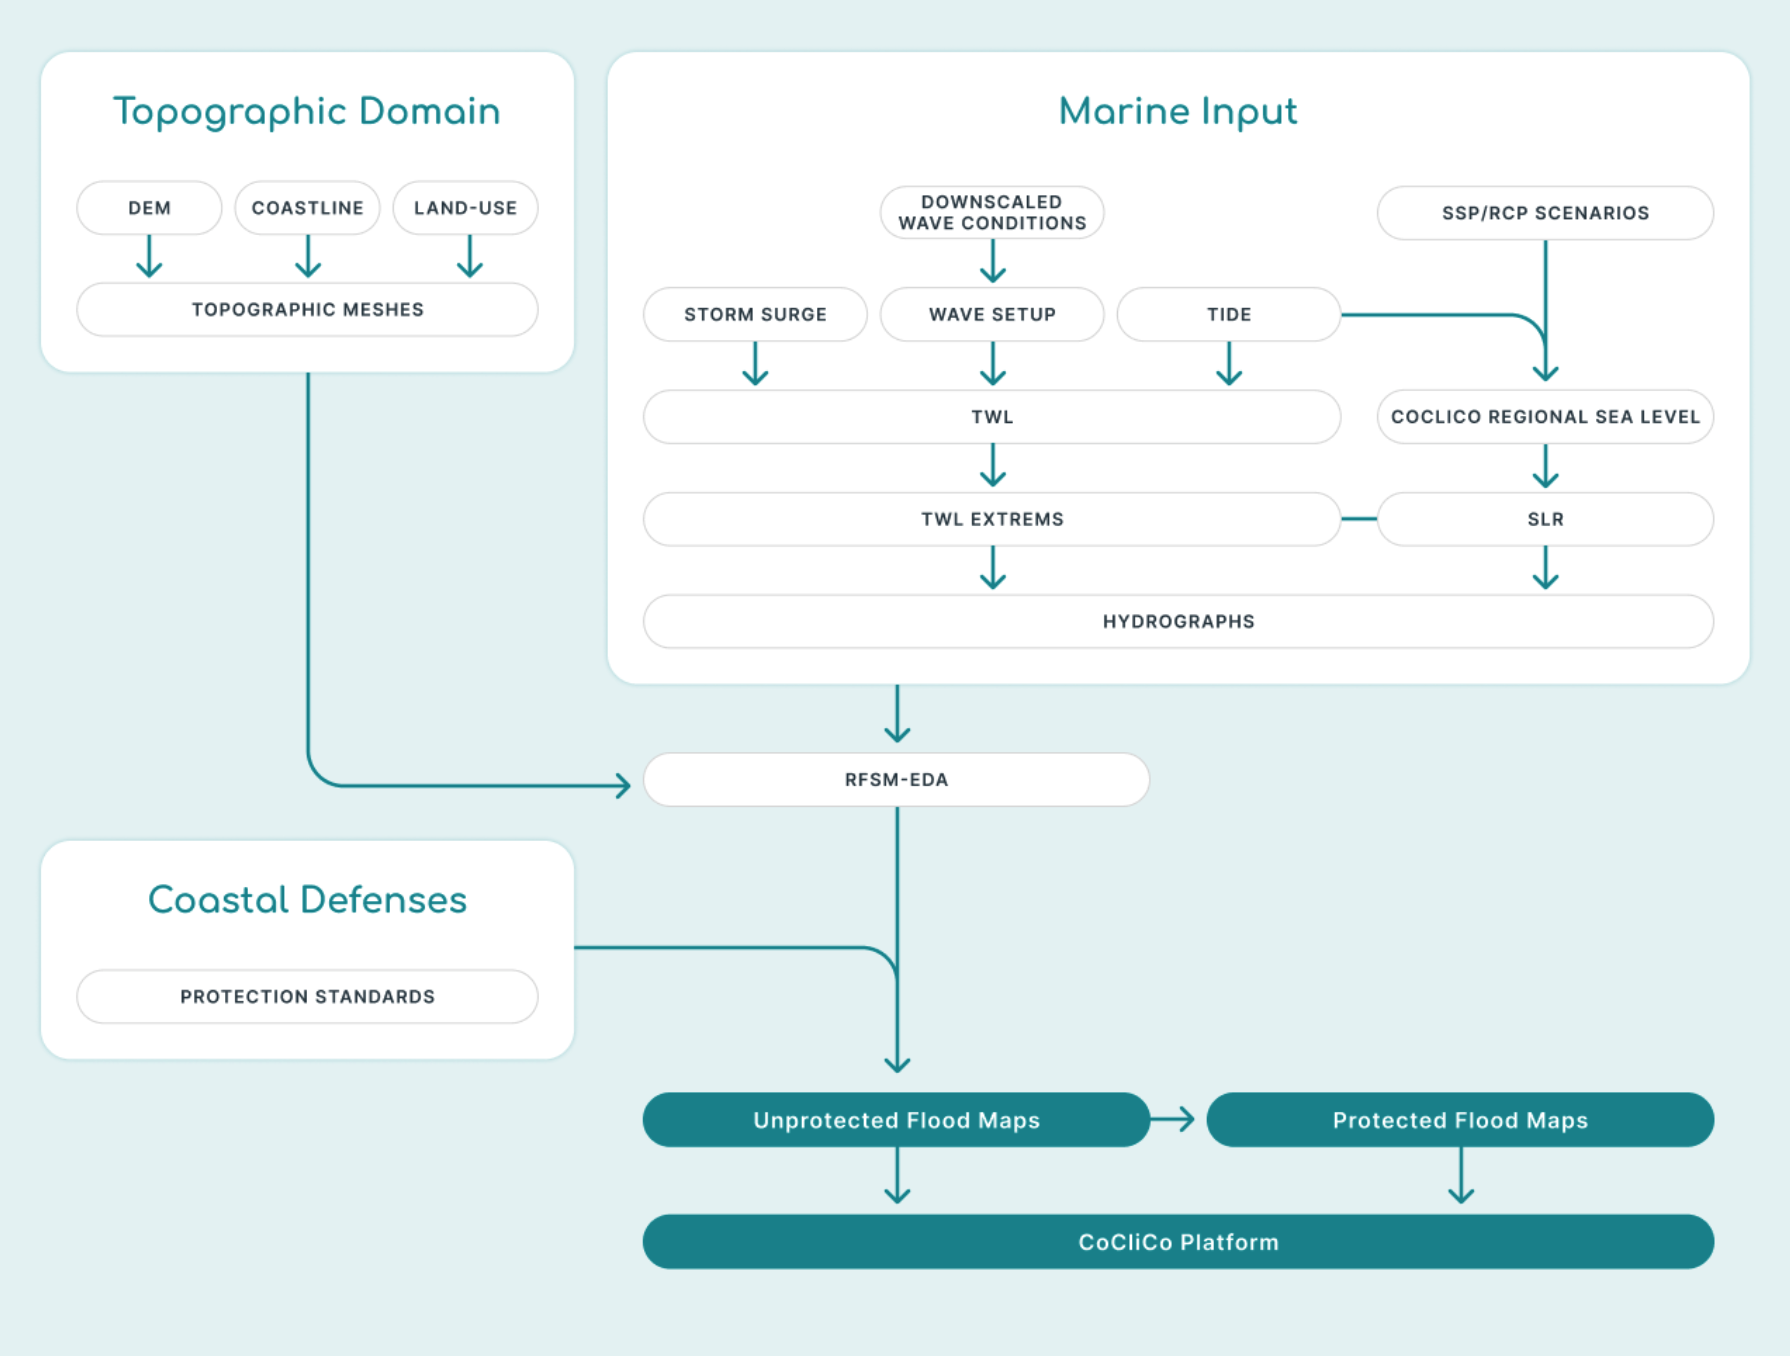 Topographic Domain
DEM
COASTLINE
LAND-USE
TOPOGRAPHIC MESHES
Marine Input
DOWNSCALED
WAVE CONDITIONS
SSP/RCP SCENARIOS
STORM SURGE
WAVE SETUP
TIDE
TWL
COCLICO REGIONAL SEA LEVEL
TWL EXTREMS
SLR
HYDROGRAPHS
RFSM-EDA
Coastal Defenses
PROTECTION STANDARDS
Unprotected Flood Maps
Protected Flood Maps
CoCliCo Platform